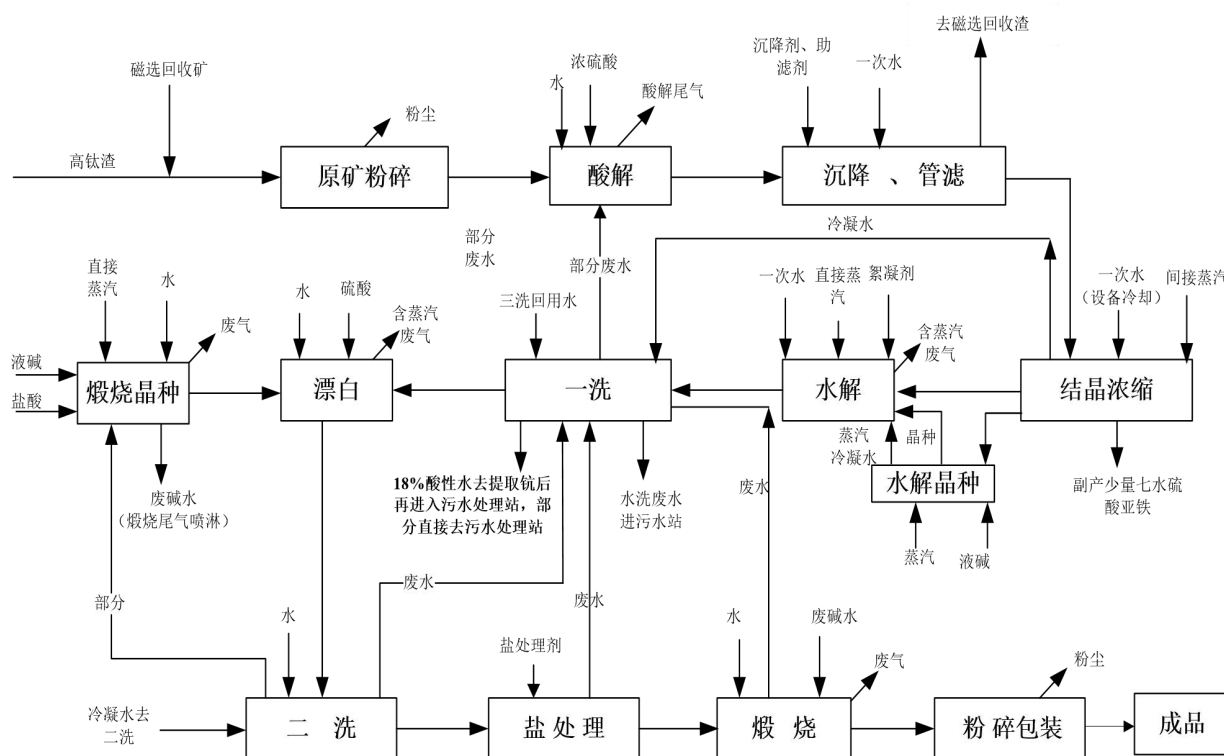 去磁选回收渣
沉降剂、助
滤剂
一次水
磁选回收矿
浓硫酸
水
酸解尾气
粉尘
高钛渣
原矿粉碎
酸解
沉降 、管滤
冷凝水
部分
废水
部分废水
直接
蒸汽
水
废气
水
硫酸
含蒸汽
废气
三洗回用水
一次水
直接蒸
汽
絮凝剂
含蒸汽
废气
一次水
（设备冷却）
间接蒸汽
液碱
盐酸
煅烧晶种
漂白
一洗
水解
结晶浓缩
蒸汽
冷凝水
晶种
水解晶种
废碱水
（煅烧尾气喷淋）
18%酸性水去提取钪后
再进入污水处理站，部
分直接去污水处理站
水洗废水
进污水站
废水
副产少量七水硫
酸亚铁
蒸汽
液碱
部分
水
废水
废水
盐处理剂
水
废碱水
废气
粉尘
冷凝水去
二洗
二 洗
盐 处 理
煅 烧
粉 碎包装
成品